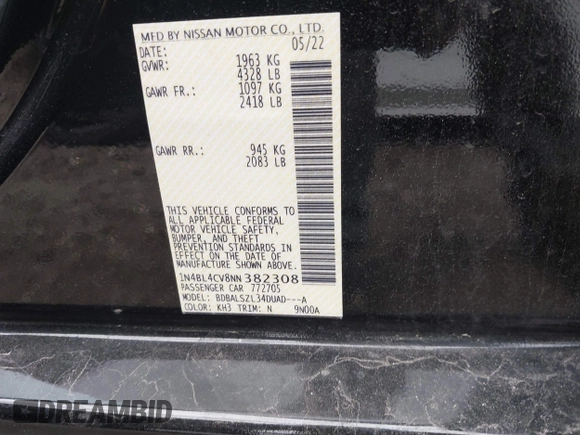 MFD BY NISSAN MOTOR CO., LTD.
DATE: 05/22
GVWR: 1963 KG
4328 LB
GAWR FR.: 1097 KG
2418 LB
GAWR RR.: 945 KG
2083 LB
THIS VEHICLE CONFORMS TO
ALL APPLICABLE FEDERAL
MOTOR VEHICLE SAFETY,
BUMPER, AND THEFT
PREVENTION STANDARDS IN
EFFECT ON THE DATE OF
MANUFACTURE SHOWN ABOVE.
1N4BL4CV8NN382308
PASSENGER CAR 772705
MODEL: BDBALSZL34DUAD---A
COLOR: KH3 TRIM: N 9N00A
DREAMBID